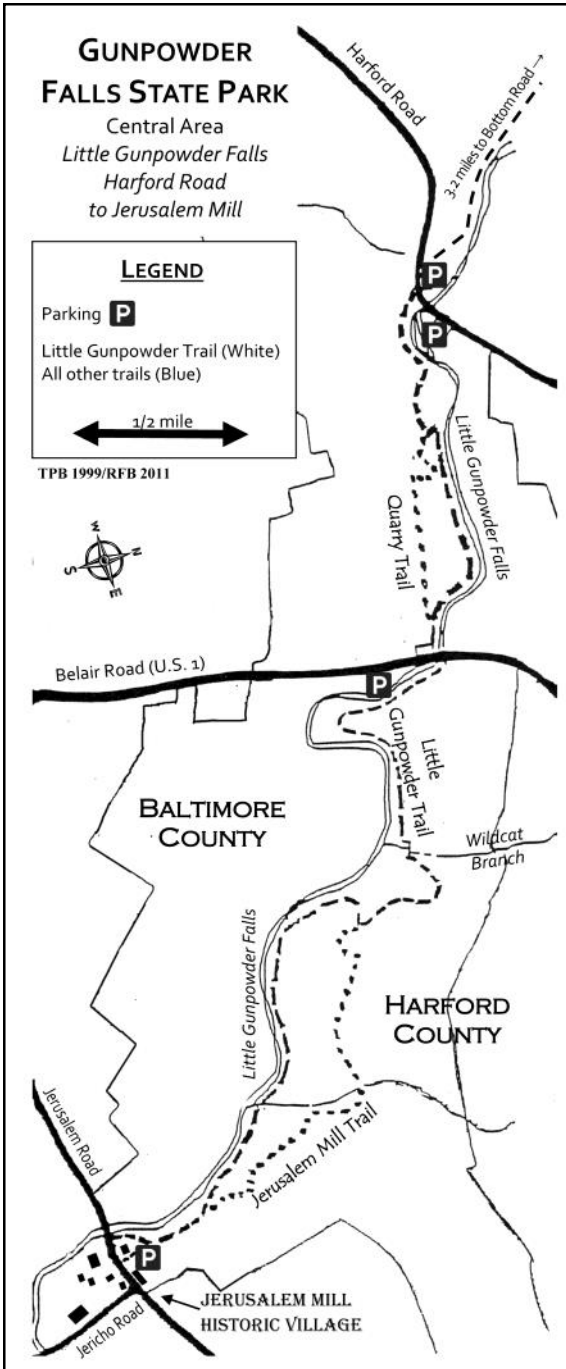 GUNPOWDER
FALLS STATE PARK
Central Area
Little Gunpowder Falls
Harford Road
to Jerusalem Mill
LEGEND
Parking P
Little Gunpowder Trail (White)
All other trails (Blue)
1/2 mile
TPB 1999/RFB 2011
W
N
S
E
Harford Road
3.2 miles to Bottom Road →
P
P
Little Gunpowder Falls
Quarry Trail
Belair Road (U.S. 1)
P
Little
Gunpowder Trail
BALTIMORE
COUNTY
Wildcat
Branch
Little Gunpowder Falls
HARFORD
COUNTY
Jerusalem Road
Jerusalem Mill Trail
P
JERUSALEM MILL
HISTORIC VILLAGE
Jericho Road